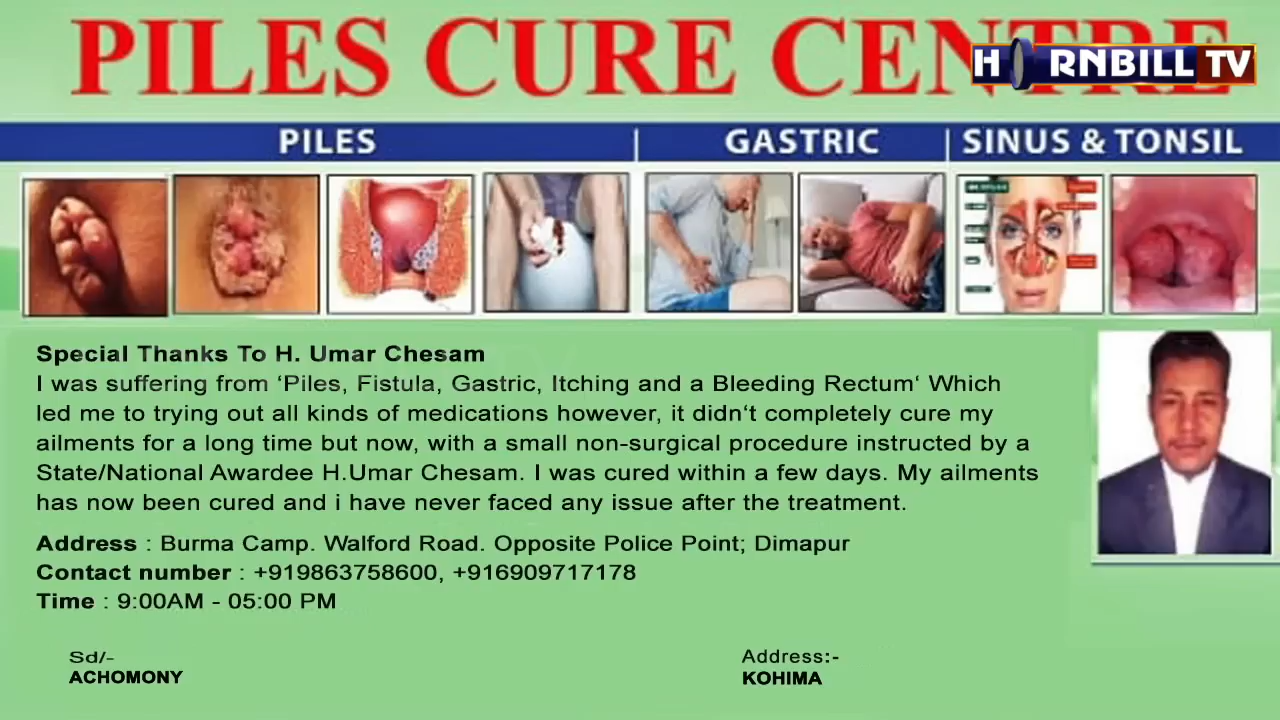 PILES CURE CENTRE
HORNBILL TV
PILES | GASTRIC | SINUS & TONSIL
Special Thanks To H. Umar Chesam
I was suffering from ‘Piles, Fistula, Gastric, Itching and a Bleeding Rectum‘ Which
led me to trying out all kinds of medications however, it didn‘t completely cure my
ailments for a long time but now, with a small non-surgical procedure instructed by a
State/National Awardee H.Umar Chesam. I was cured within a few days. My ailments
has now been cured and i have never faced any issue after the treatment.
Address : Burma Camp. Walford Road. Opposite Police Point; Dimapur
Contact number : +919863758600, +916909717178
Time : 9:00AM - 05:00 PM
Sd/-
ACHOMONY
Address:-
KOHIMA